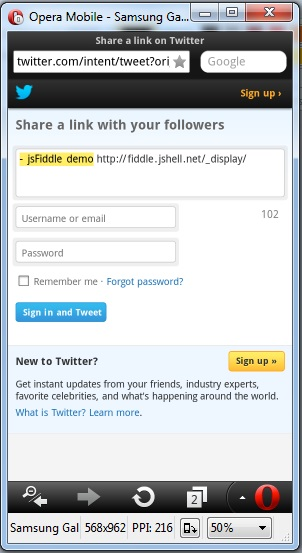 Opera Mobile - Samsung Ga...
Share a link on Twitter
twitter.com/intent/tweet?ori
Google
Sign up ›
Share a link with your followers
- jsFiddle demo http://fiddle.jshell.net/_display/
Username or email
102
Password
Remember me · Forgot password?
Sign in and Tweet
New to Twitter?
Sign up »
Get instant updates from your friends, industry experts,
favorite celebrities, and what's happening around the world.
What is Twitter? Learn more.
2
Samsung Gal
568x962
PPI: 216
50%